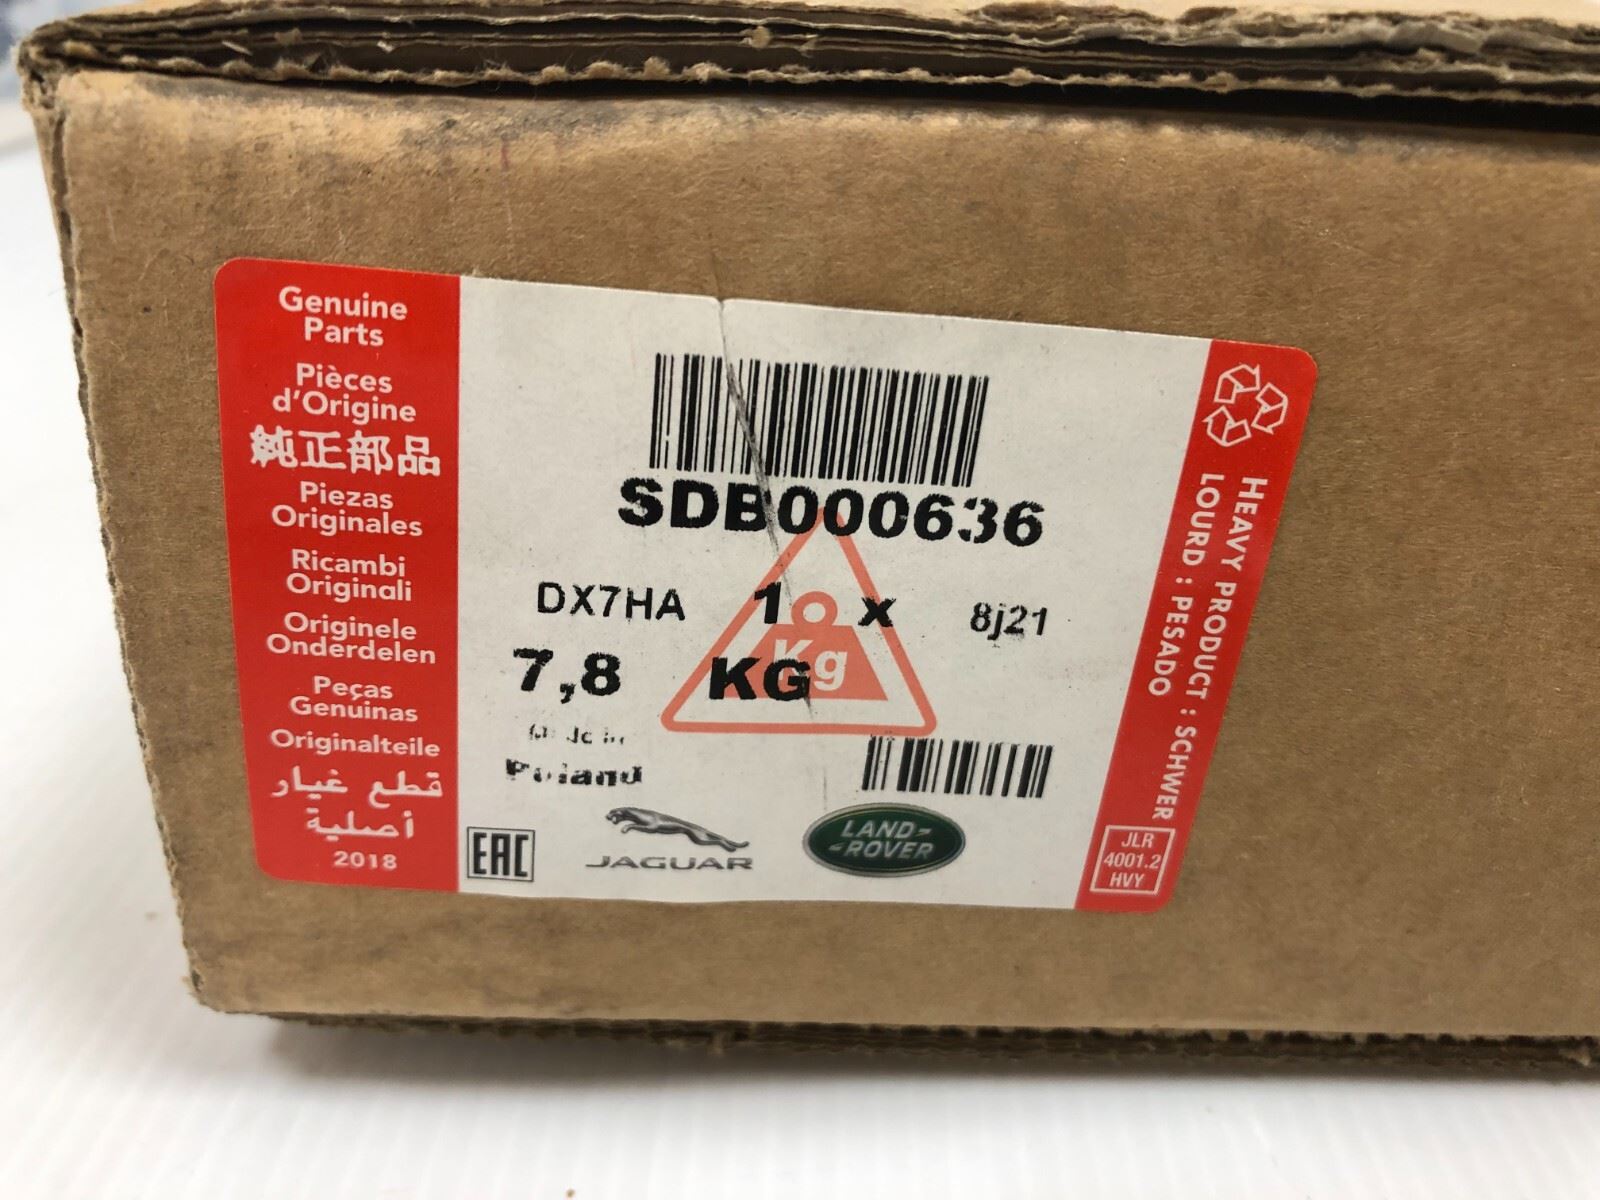 Genuine
Parts
Pièces
d'Origine
純正部品
Piezas
Originales
Ricambi
Originali
Originele
Onderdelen
Peças
Genuinas
Originalteile
قطع غيار
أصلية
2018
SDB000636
DX7HA 1 x 8j21
7,8 KG
Kg
Made in
Poland
EAC
JAGUAR
LAND-
-ROVER
HEAVY PRODUCT : SCHWER
LOURD : PESADO
JLR
4001.2
HVY